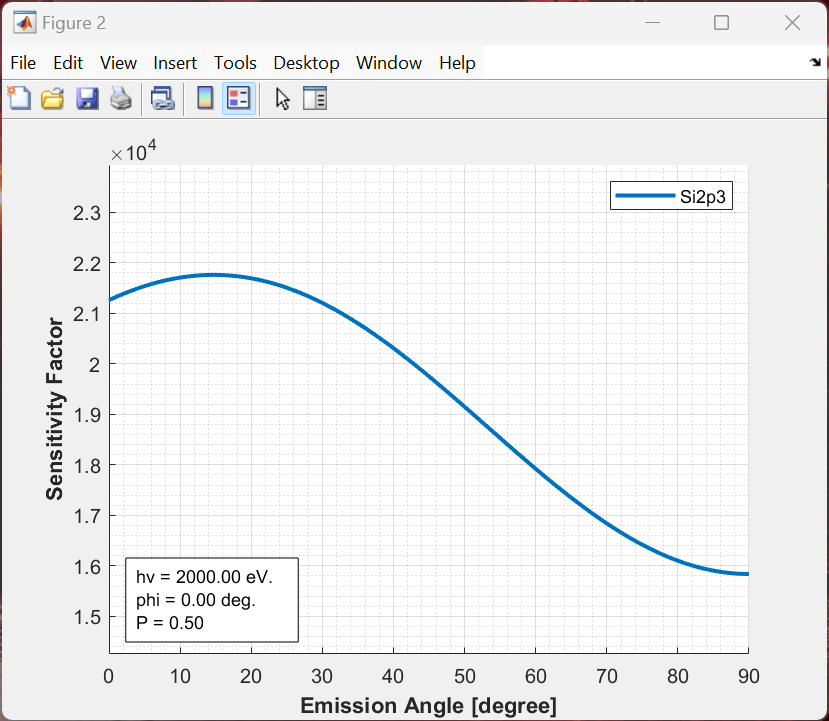 Figure 2
File Edit View Insert Tools Desktop Window Help
×10⁴
Si2p3
2.3
2.2
2.1
2
1.9
1.8
1.7
1.6
1.5
Sensitivity Factor
hv = 2000.00 eV.
phi = 0.00 deg.
P = 0.50
0 10 20 30 40 50 60 70 80 90
Emission Angle [degree]